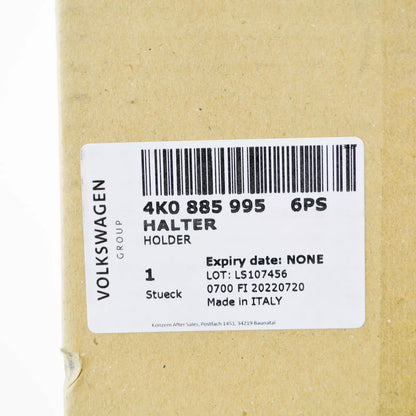 VOLKSWAGEN
GROUP
4K0 885 995 6PS
HALTER
HOLDER
1
Stueck
Expiry date: NONE
LOT: LS107456
0700 FI 20220720
Made in ITALY
Konzern After Sales, Postfach 1451, 34219 Baunatal